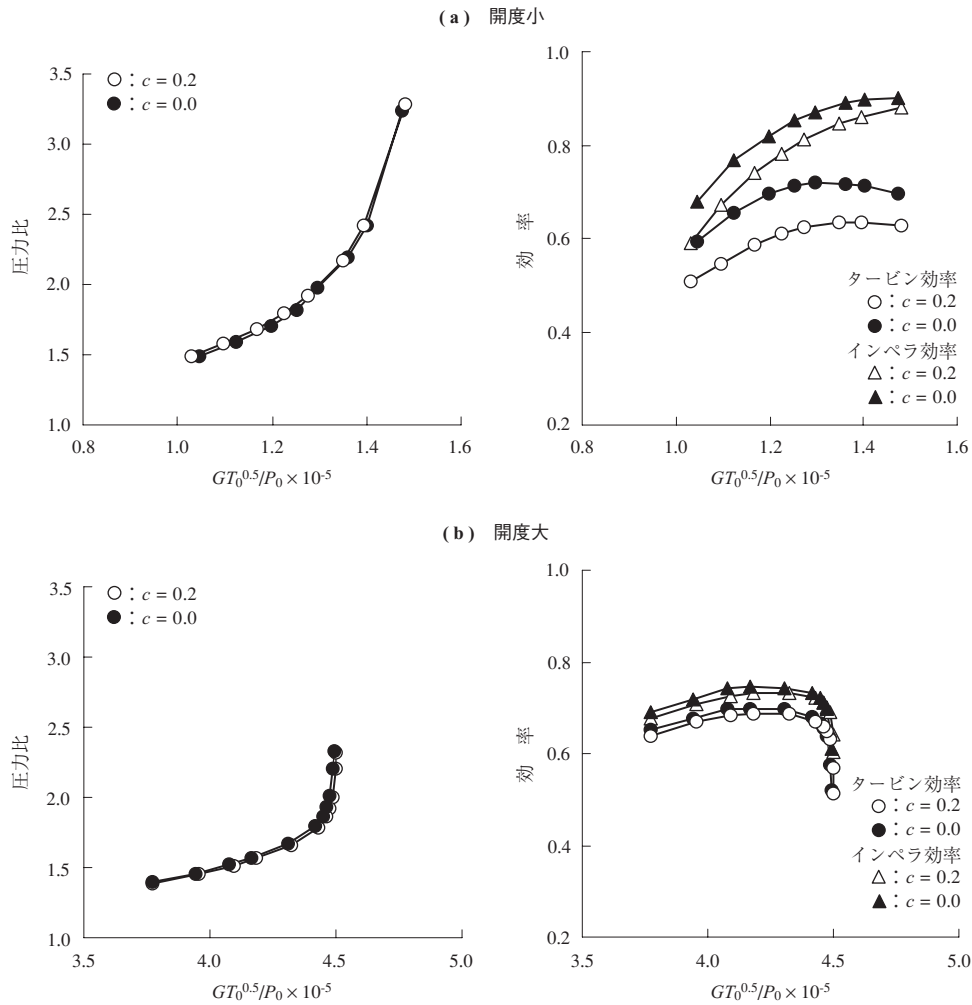 (a) 開度小
3.5
3.0
2.5
2.0
1.5
1.0
圧力比
○：c = 0.2
●：c = 0.0
0.8 1.0 1.2 1.4 1.6
GT₀^0.5/P₀ × 10^-5
1.0
0.8
0.6
0.4
0.2
効 率
タービン効率
○：c = 0.2
●：c = 0.0
インペラ効率
△：c = 0.2
▲：c = 0.0
0.8 1.0 1.2 1.4 1.6
GT₀^0.5/P₀ × 10^-5
(b) 開度大
3.5
3.0
2.5
2.0
1.5
1.0
圧力比
○：c = 0.2
●：c = 0.0
3.5 4.0 4.5 5.0
GT₀^0.5/P₀ × 10^-5
1.0
0.8
0.6
0.4
0.2
効 率
タービン効率
○：c = 0.2
●：c = 0.0
インペラ効率
△：c = 0.2
▲：c = 0.0
3.5 4.0 4.5 5.0
GT₀^0.5/P₀ × 10^-5